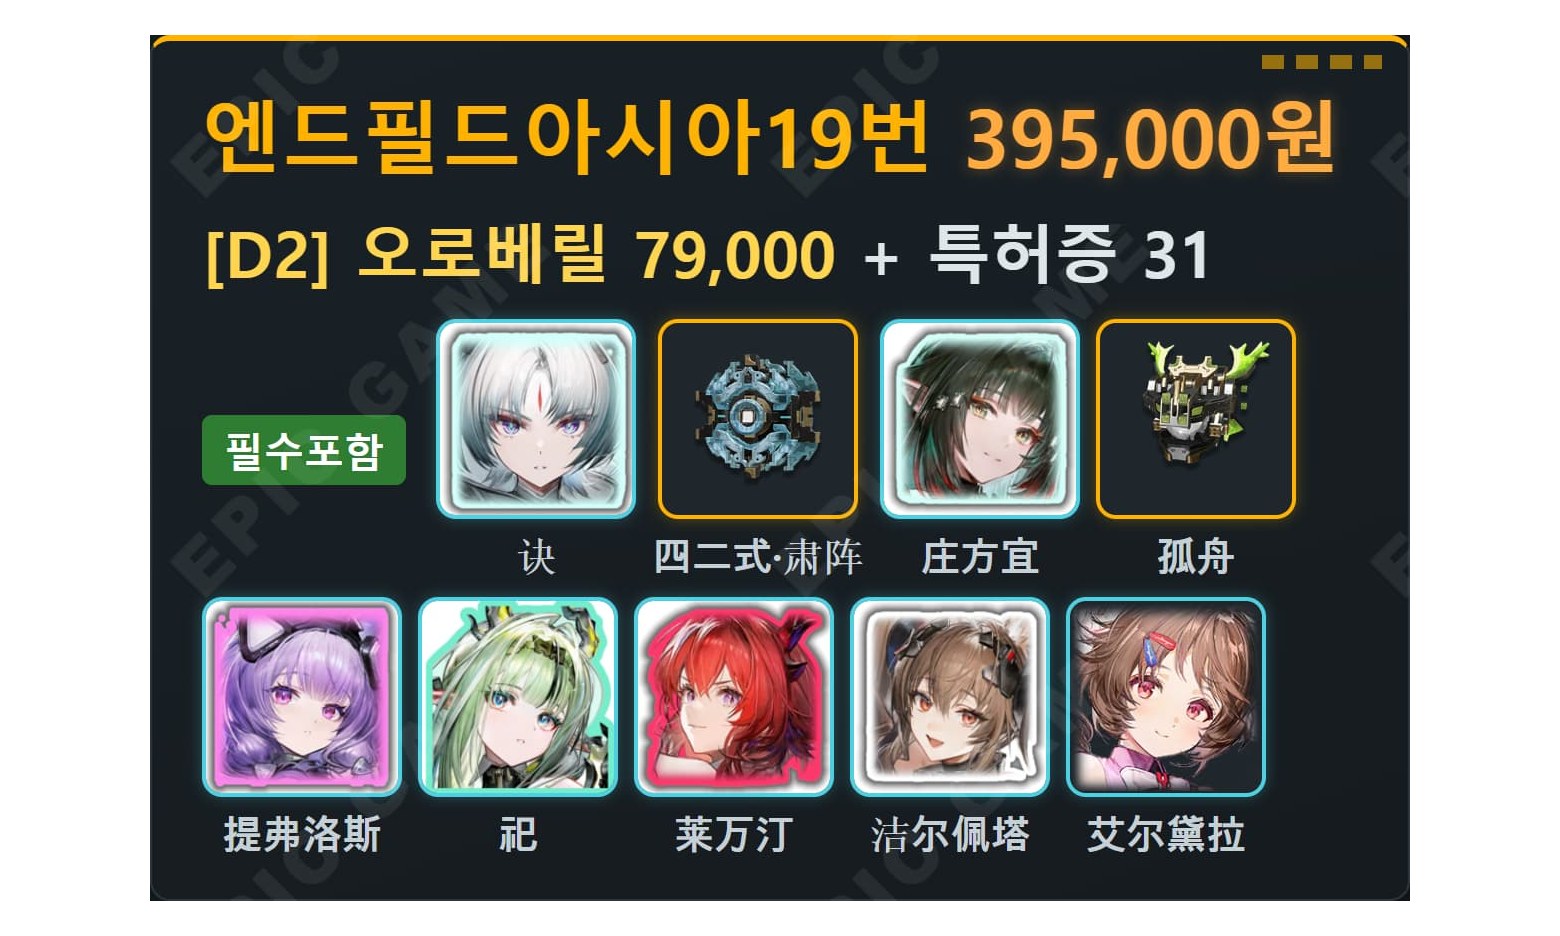 엔드필드아시아19번 395,000원
[D2] 오로베릴 79,000 + 특허증 31
필수포함
诀 四二式·肃阵 庄方宜 孤舟
提弗洛斯 祀 莱万汀 洁尔佩塔 艾尔黛拉
EPIC GAME